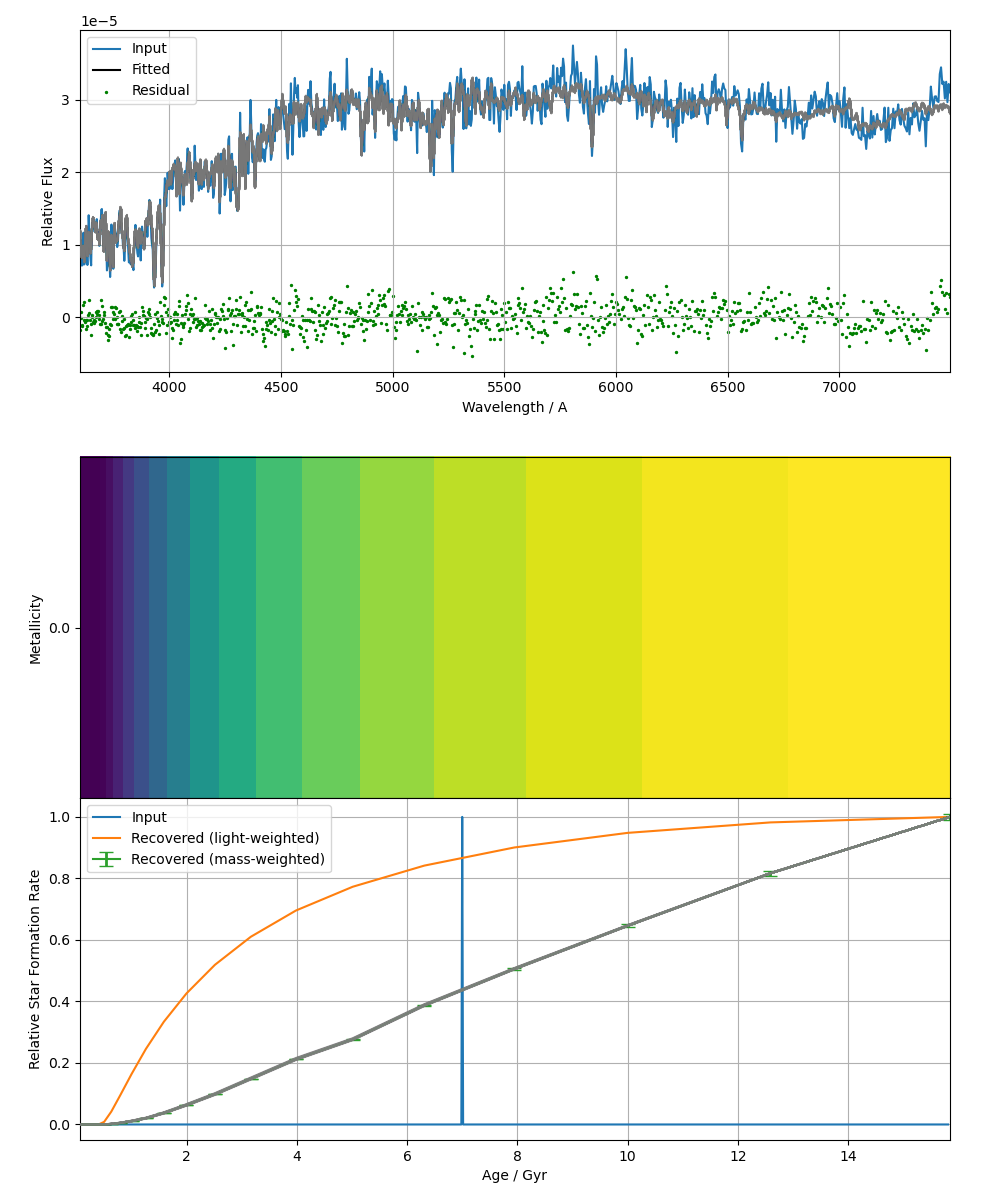 1e−5
Input
Fitted
Residual
3
2
1
0
Relative Flux
4000 4500 5000 5500 6000 6500 7000
Wavelength / A
0.0
Metallicity
Input
Recovered (light-weighted)
Recovered (mass-weighted)
1.0
0.8
0.6
0.4
0.2
0.0
Relative Star Formation Rate
2 4 6 8 10 12 14
Age / Gyr